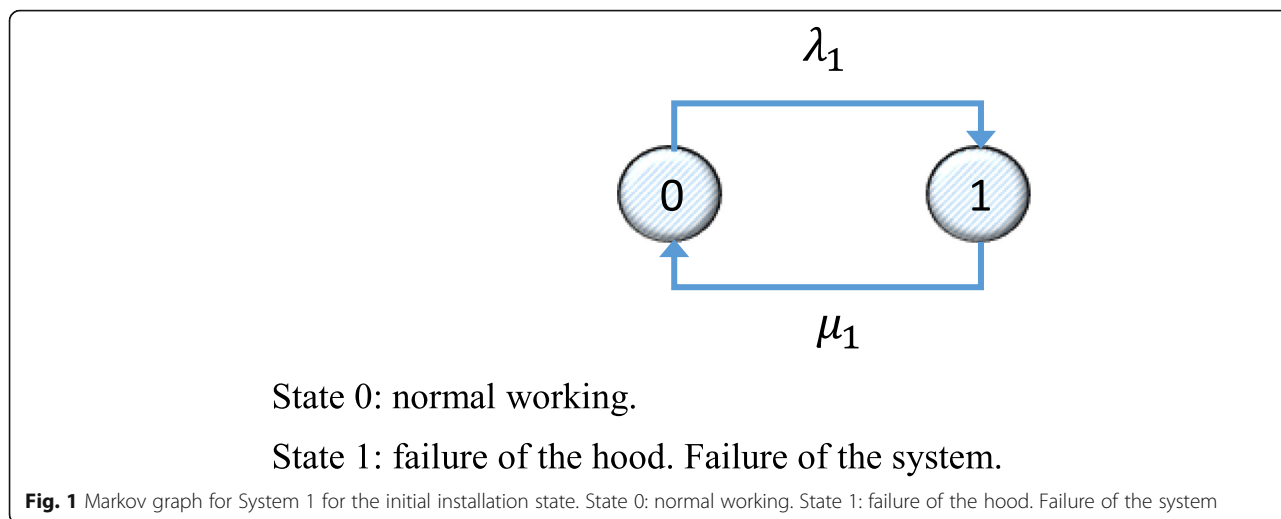 λ₁
0
1
μ₁
State 0: normal working.
State 1: failure of the hood. Failure of the system.
Fig. 1 Markov graph for System 1 for the initial installation state. State 0: normal working. State 1: failure of the hood. Failure of the system